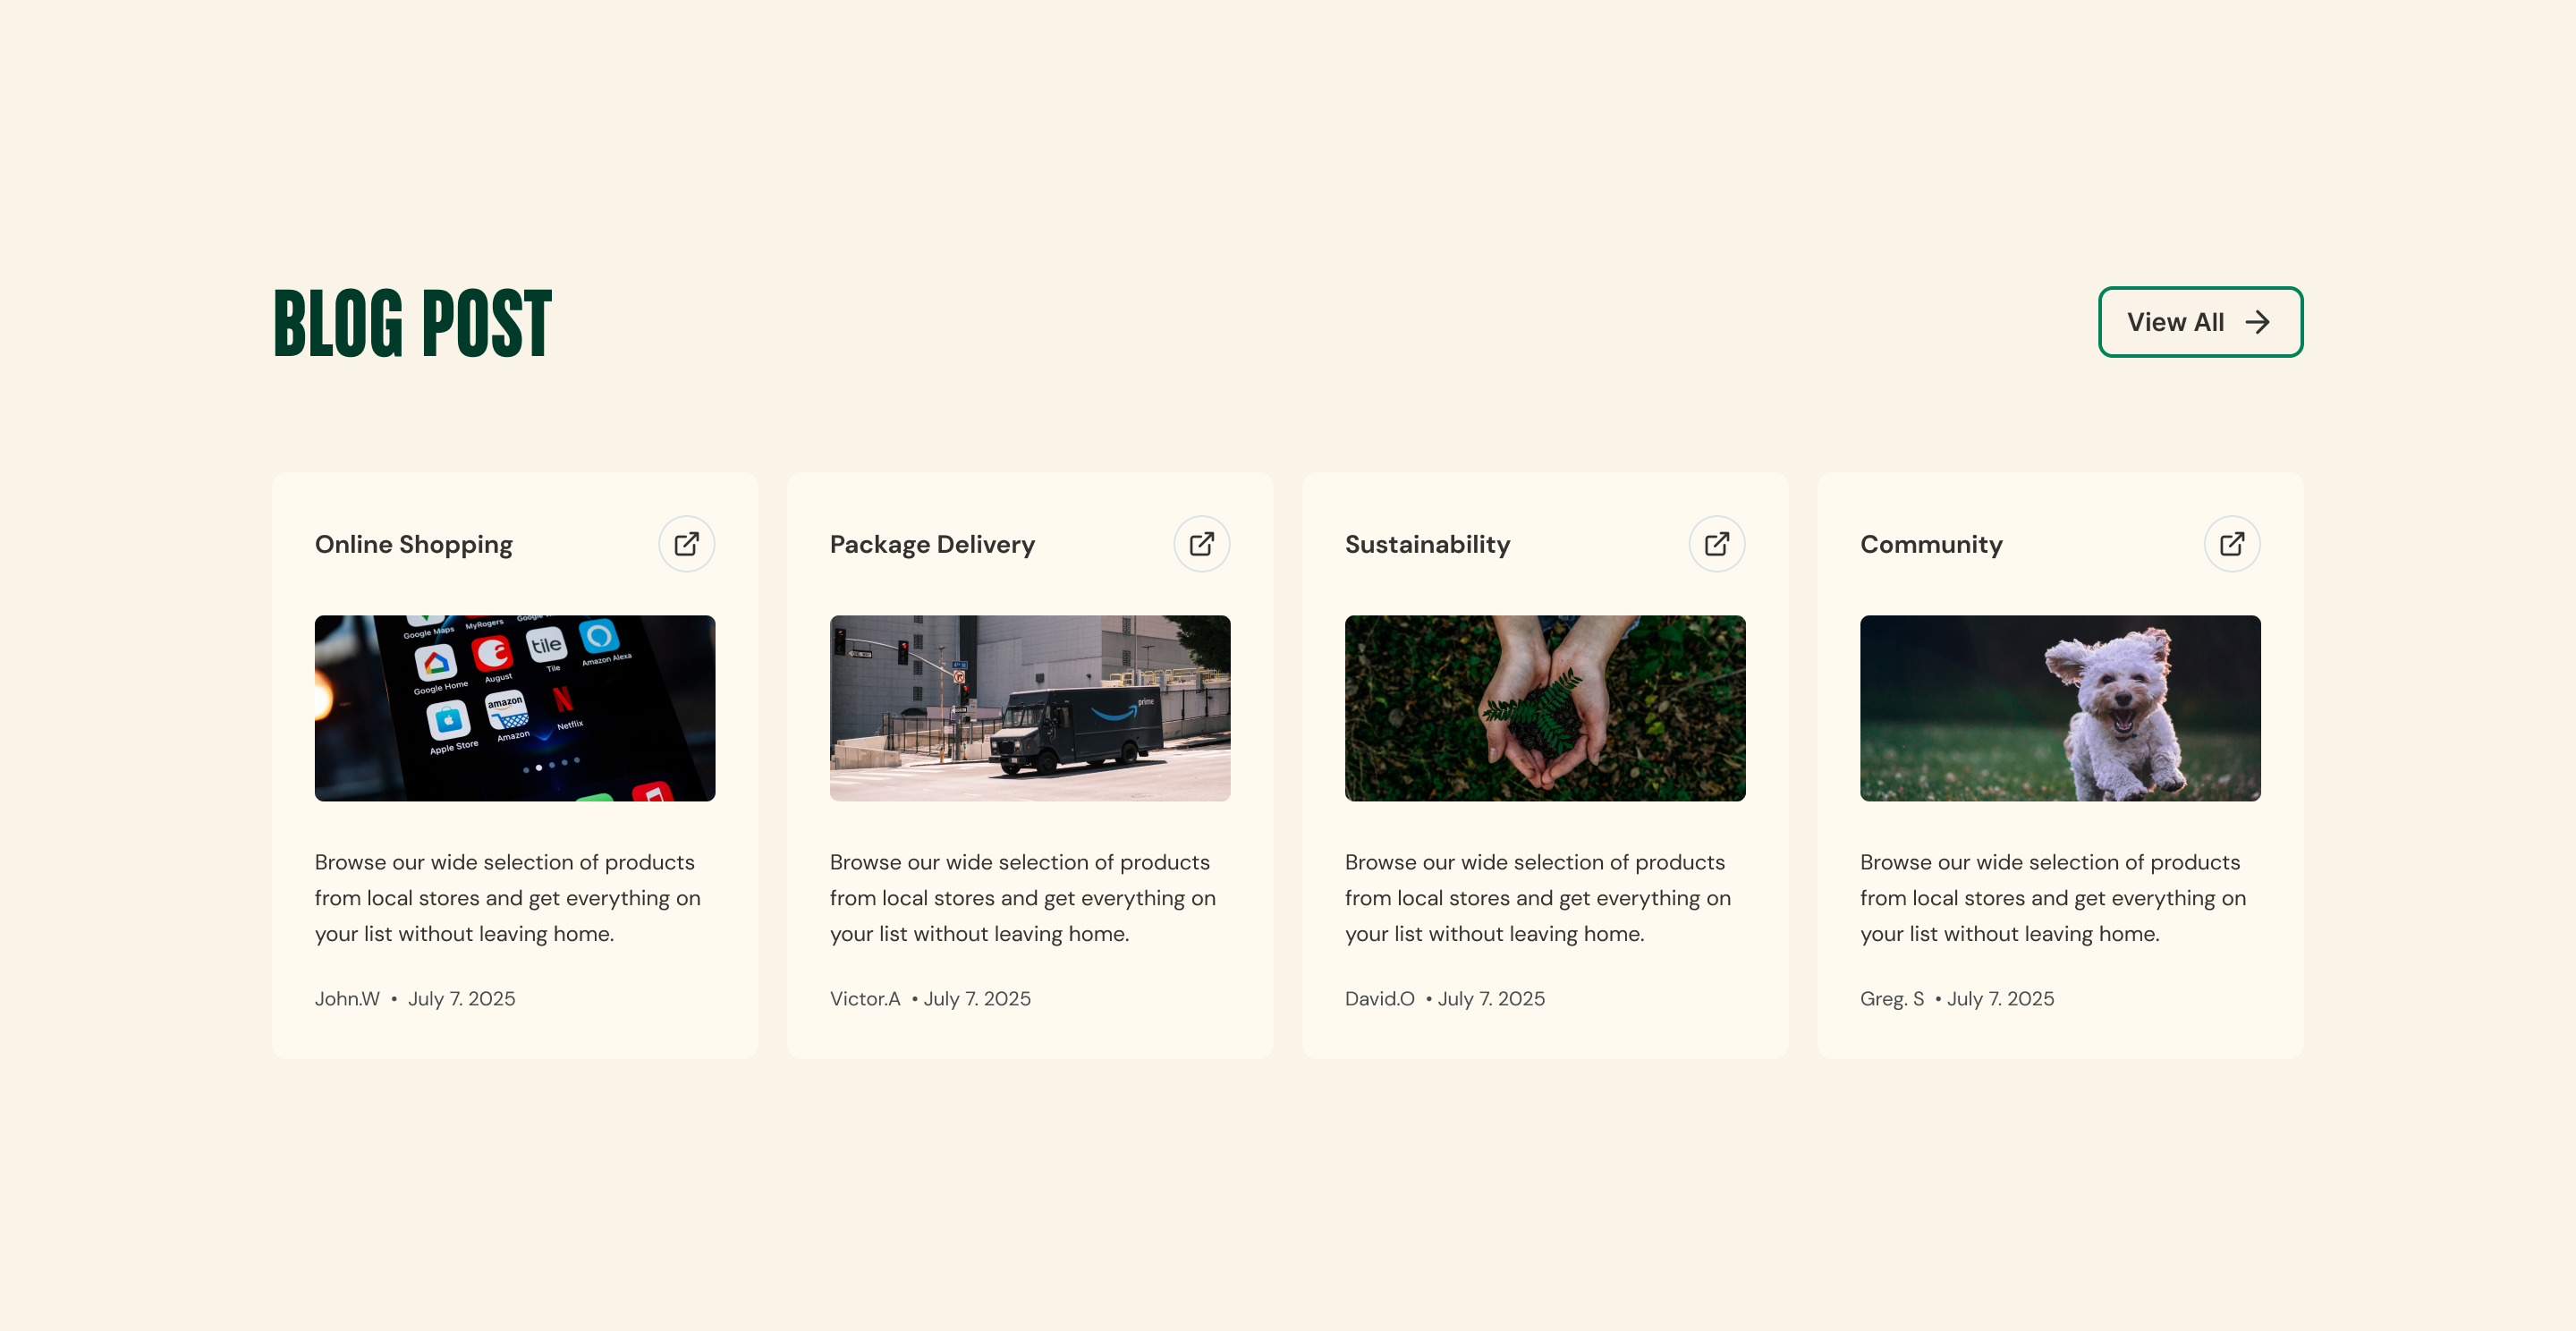 BLOG POST
View All
Online Shopping
Package Delivery
Sustainability
Community
Google Maps
MyRogers
Google Home
August
tile
Tile
Amazon Alexa
Apple Store
amazon
Amazon
Netflix
prime
Browse our wide selection of products
from local stores and get everything on
your list without leaving home.
John.W • July 7. 2025
Browse our wide selection of products
from local stores and get everything on
your list without leaving home.
Victor.A • July 7. 2025
Browse our wide selection of products
from local stores and get everything on
your list without leaving home.
David.O • July 7. 2025
Browse our wide selection of products
from local stores and get everything on
your list without leaving home.
Greg. S • July 7. 2025